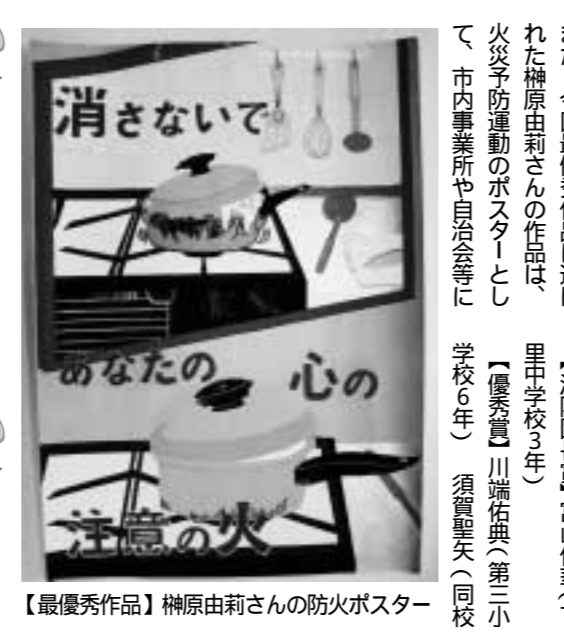 れた榊原由莉さんの作品は、
火災予防運動のポスターとし
て、市内事業所や自治会等に
里中学校3年）
【優秀賞】川端佑典（第三小
学校6年） 須賀聖矢（同校
消さないで
あなたの 心の
注意の火
【最優秀作品】榊原由莉さんの防火ポスター